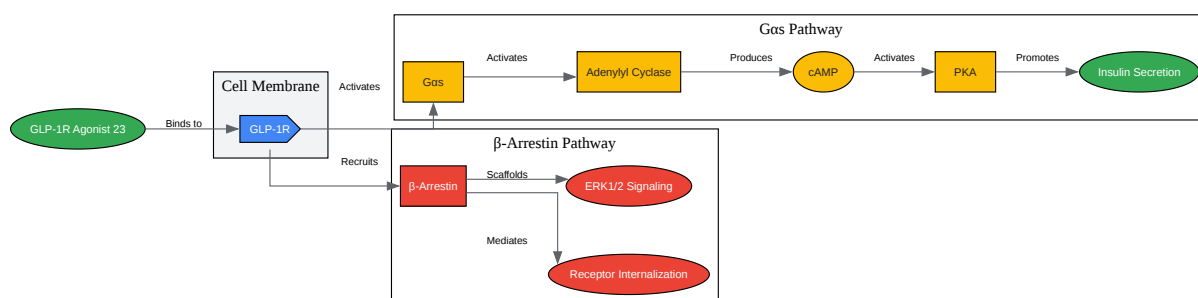 Gαs Pathway
Activates
Produces
Activates
Promotes
Gαs
Adenylyl Cyclase
cAMP
PKA
Insulin Secretion
Cell Membrane
Activates
GLP-1R Agonist 23
Binds to
GLP-1R
β-Arrestin Pathway
Recruits
β-Arrestin
Scaffolds
ERK1/2 Signaling
Mediates
Receptor Internalization